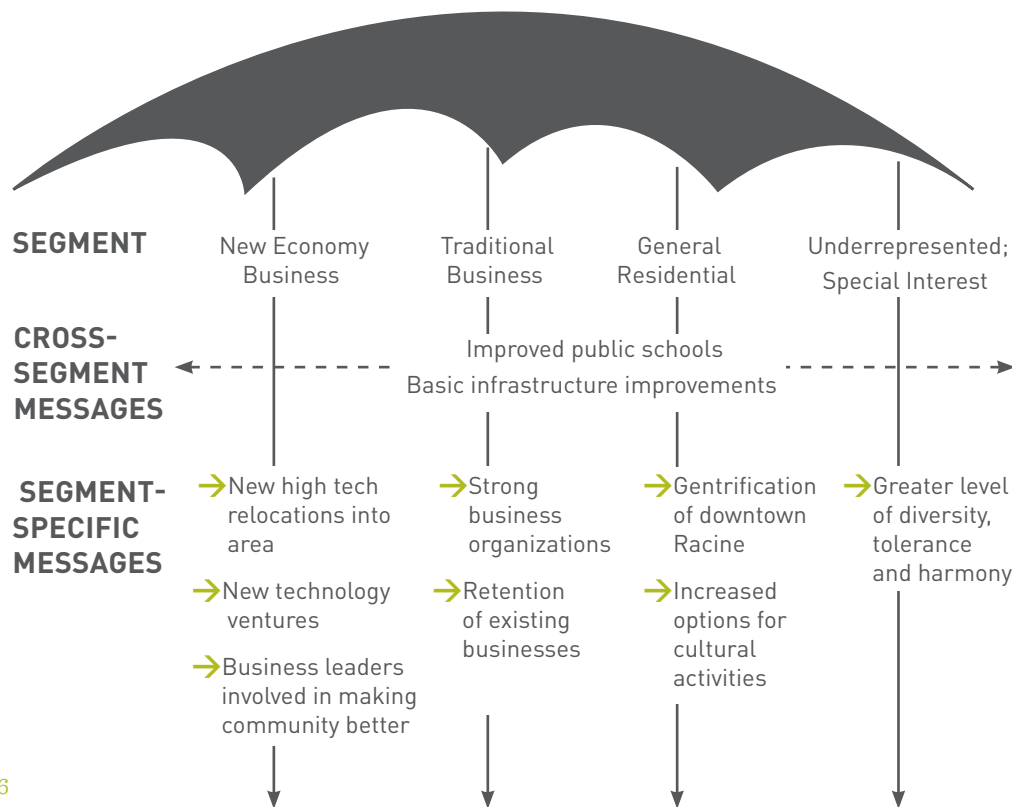 SEGMENT
New Economy
Business
Traditional
Business
General
Residential
Underrepresented;
Special Interest
CROSS-
SEGMENT
MESSAGES
Improved public schools
Basic infrastructure improvements
SEGMENT-
SPECIFIC
MESSAGES
New high tech
relocations into
area
New technology
ventures
Business leaders
involved in making
community better
Strong
business
organizations
Retention
of existing
businesses
Gentrification
of downtown
Racine
Increased
options for
cultural
activities
Greater level
of diversity,
tolerance
and harmony
6